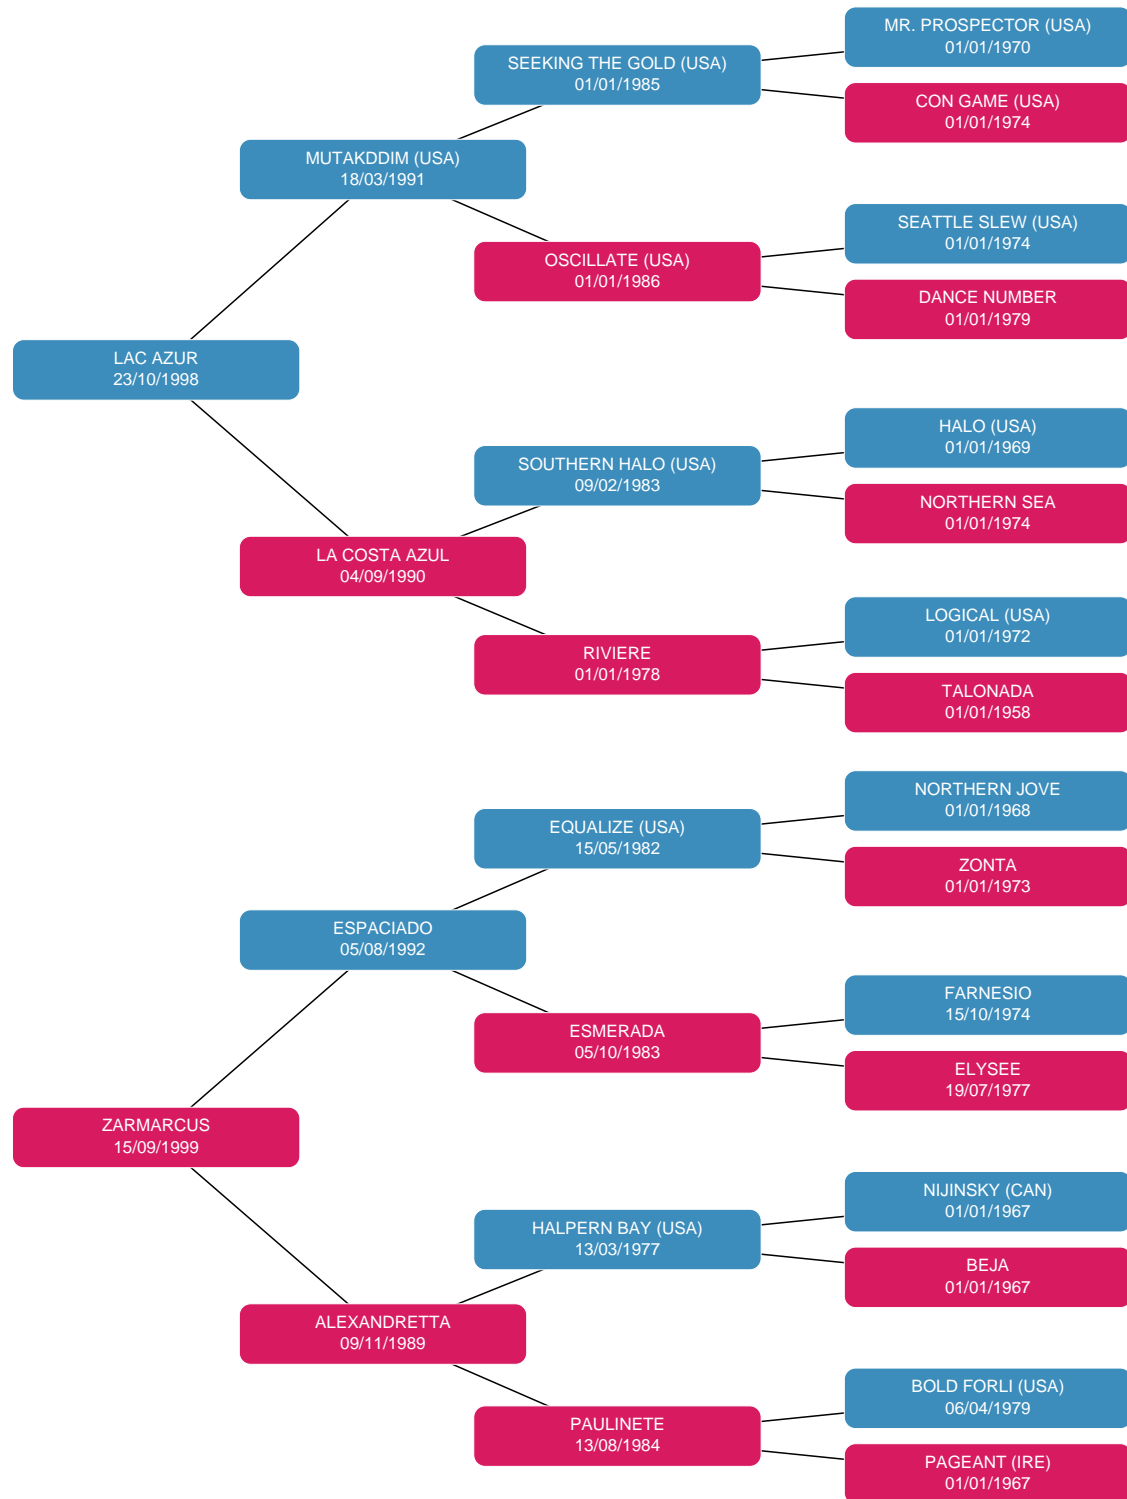 MR. PROSPECTOR (USA)
01/01/1970
SEEKING THE GOLD (USA)
01/01/1985
CON GAME (USA)
01/01/1974
MUTAKDDIM (USA)
18/03/1991
SEATTLE SLEW (USA)
01/01/1974
OSCILLATE (USA)
01/01/1986
DANCE NUMBER
01/01/1979
LAC AZUR
23/10/1998
HALO (USA)
01/01/1969
SOUTHERN HALO (USA)
09/02/1983
NORTHERN SEA
01/01/1974
LA COSTA AZUL
04/09/1990
LOGICAL (USA)
01/01/1972
RIVIERE
01/01/1978
TALONADA
01/01/1958
NORTHERN JOVE
01/01/1968
EQUALIZE (USA)
15/05/1982
ZONTA
01/01/1973
ESPACIADO
05/08/1992
FARNESIO
15/10/1974
ESMERADA
05/10/1983
ELYSEE
19/07/1977
ZARMARCUS
15/09/1999
NIJINSKY (CAN)
01/01/1967
HALPERN BAY (USA)
13/03/1977
BEJA
01/01/1967
ALEXANDRETTA
09/11/1989
BOLD FORLI (USA)
06/04/1979
PAULINETE
13/08/1984
PAGEANT (IRE)
01/01/1967